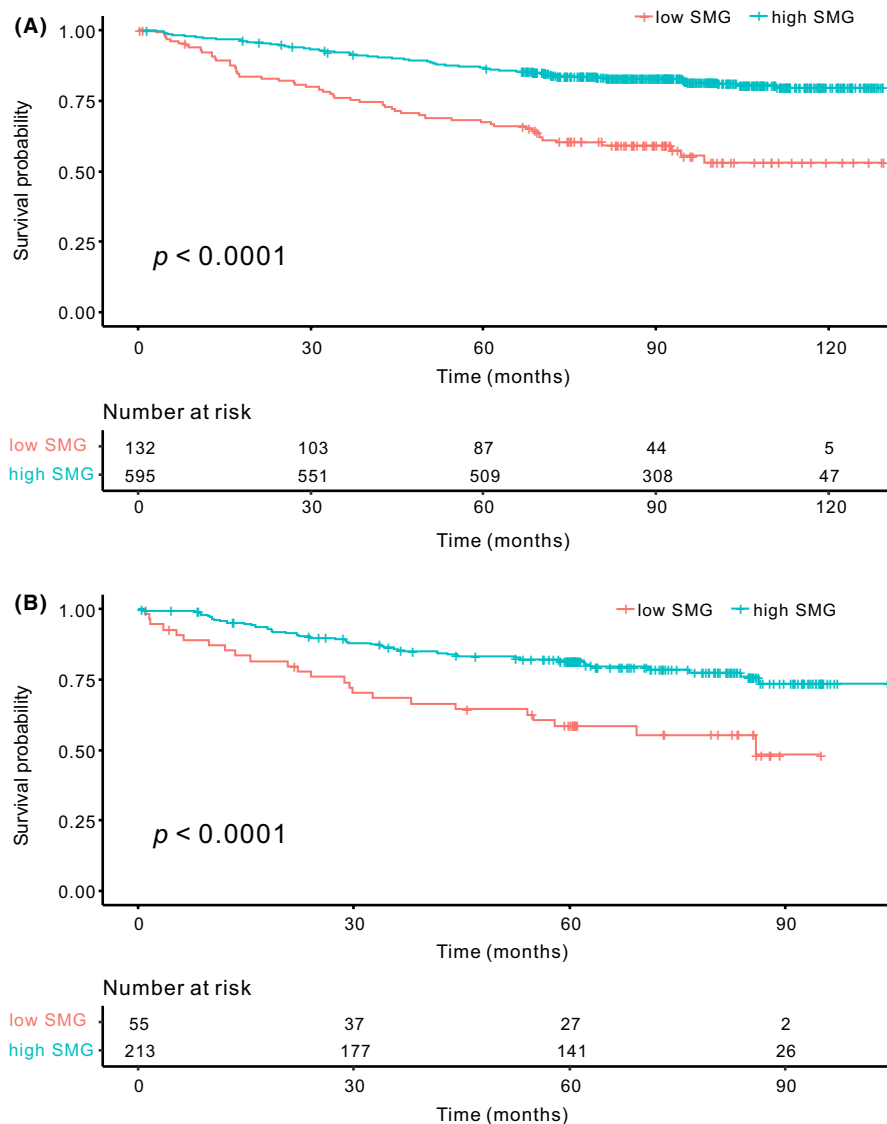 (A)
low SMG high SMG
1.00
0.75
0.50
0.25
0.00
Survival probability
p < 0.0001
0 30 60 90 120
Time (months)
Number at risk
low SMG 132 103 87 44 5
high SMG 595 551 509 308 47
0 30 60 90 120
Time (months)
(B)
low SMG high SMG
1.00
0.75
0.50
0.25
0.00
Survival probability
p < 0.0001
0 30 60 90
Time (months)
Number at risk
low SMG 55 37 27 2
high SMG 213 177 141 26
0 30 60 90
Time (months)